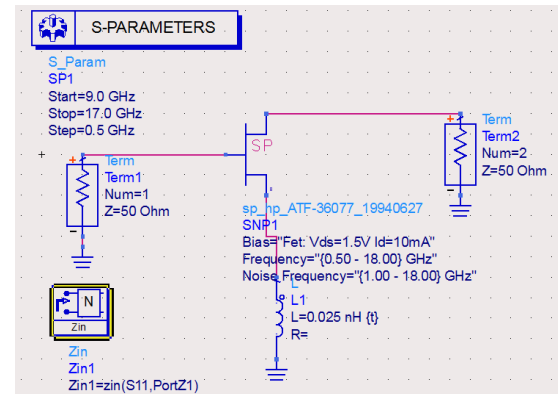 S-PARAMETERS
S_Param
SP1
Start=9.0 GHz
Stop=17.0 GHz
Step=0.5 GHz
Term
Term1
Num=1
Z=50 Ohm
SP
Term
Term2
Num=2
Z=50 Ohm
sp_hp_ATF-36077_19940627
SNP1
Bias="Fet: Vds=1.5V Id=10mA"
Frequency="{0.50 - 18.00} GHz"
Noise Frequency="{1.00 - 18.00} GHz"
L
L1
L=0.025 nH {t}
R=
N
Zin
Zin
Zin1
Zin1=zin(S11,PortZ1)